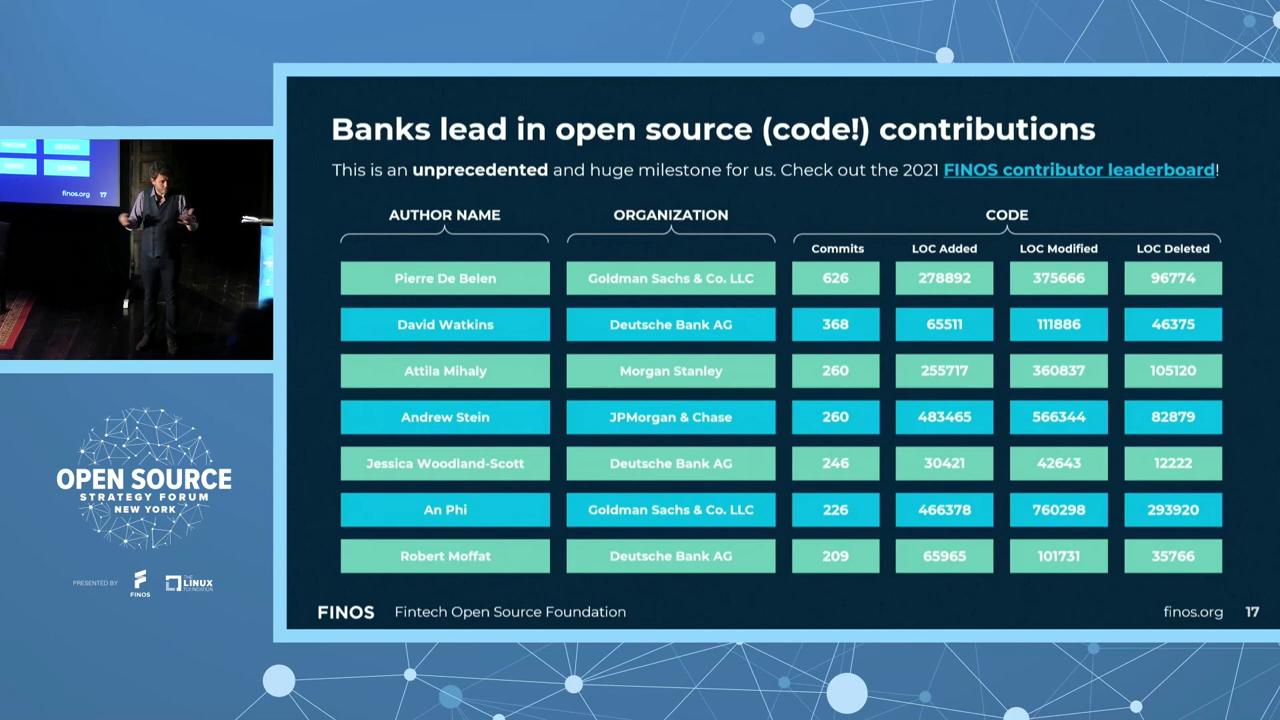 Banks lead in open source (code!) contributions
This is an unprecedented and huge milestone for us. Check out the 2021 FINOS contributor leaderboard!
AUTHOR NAME ORGANIZATION CODE
Commits LOC Added LOC Modified LOC Deleted
Pierre De Belen Goldman Sachs & Co. LLC 626 278892 375666 96774
David Watkins Deutsche Bank AG 368 65511 111886 46375
Attila Mihaly Morgan Stanley 260 255717 360837 105120
Andrew Stein JPMorgan & Chase 260 483465 566344 82879
Jessica Woodland-Scott Deutsche Bank AG 246 30421 42643 12222
An Phi Goldman Sachs & Co. LLC 226 466378 760298 293920
Robert Moffat Deutsche Bank AG 209 65965 101731 35766
FINOS Fintech Open Source Foundation finos.org 17
finos.org 17
OPEN SOURCE
STRATEGY FORUM
NEW YORK
PRESENTED BY FINOS THE LINUX FOUNDATION